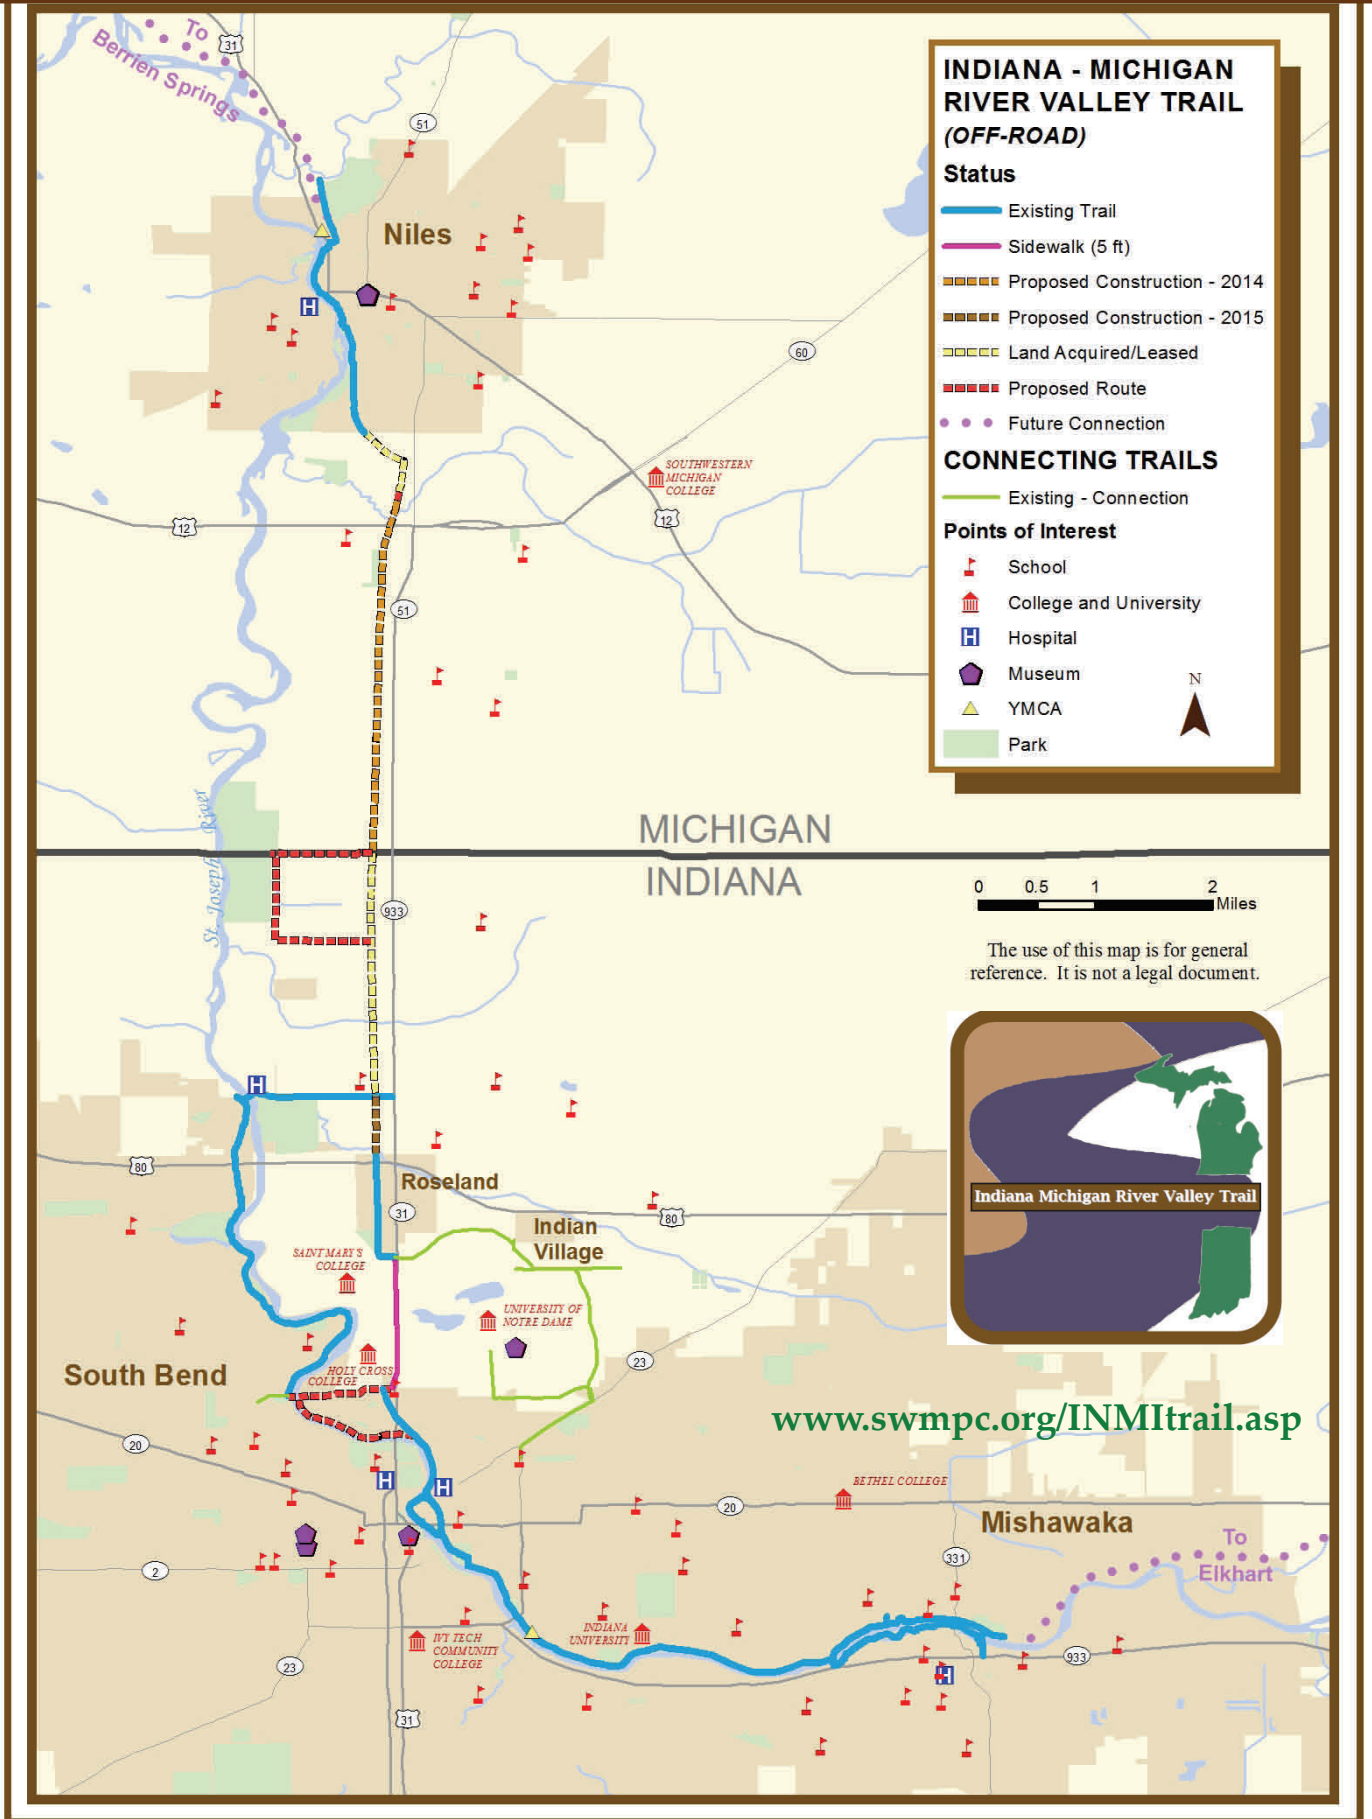 To
Berrien Springs
31
51
Niles
H
60
SOUTHWESTERN
MICHIGAN
COLLEGE
12
12
51
INDIANA - MICHIGAN
RIVER VALLEY TRAIL
(OFF-ROAD)
Status
Existing Trail
Sidewalk (5 ft)
Proposed Construction - 2014
Proposed Construction - 2015
Land Acquired/Leased
Proposed Route
Future Connection
CONNECTING TRAILS
Existing - Connection
Points of Interest
School
College and University
H Hospital
Museum
YMCA
Park
N
St. Joseph River
MICHIGAN
INDIANA
933
0 0.5 1 2
Miles
The use of this map is for general
reference. It is not a legal document.
Indiana Michigan River Valley Trail
H
80
Roseland
31
Indian
Village
80
SAINT MARY'S
COLLEGE
UNIVERSITY OF
NOTRE DAME
23
South Bend
HOLY CROSS
COLLEGE
www.swmpc.org/INMItrail.asp
20
H
H
BETHEL COLLEGE
20
Mishawaka
To
Elkhart
331
2
INDIANA
UNIVERSITY
IVY TECH
COMMUNITY
COLLEGE
23
933
H
31